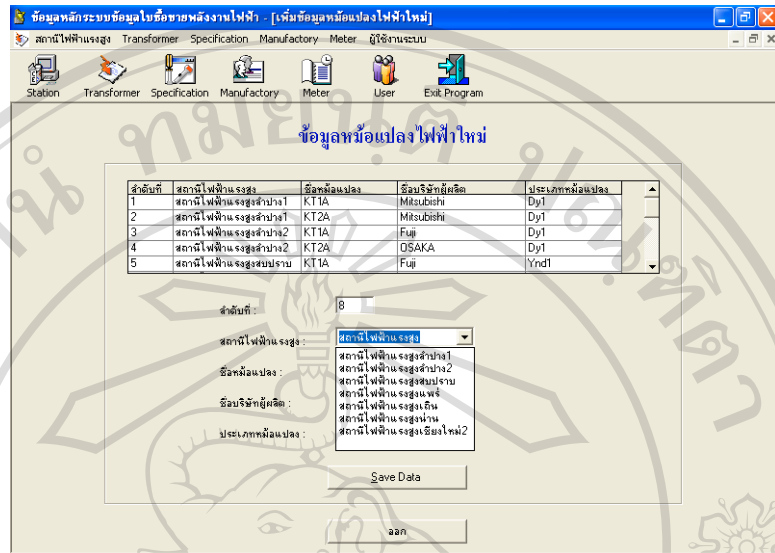 ข้อมูลหลักระบบข้อมูลใบซื้อขายพลังงานไฟฟ้า - [เพิ่มข้อมูลหม้อแปลงไฟฟ้าใหม่]
สถานีไฟฟ้าแรงสูง Transformer Specification Manufactory Meter ผู้ใช้งานระบบ
Station Transformer Specification Manufactory Meter User Exit Program
ข้อมูลหม้อแปลงไฟฟ้าใหม่
ลำดับที่ สถานีไฟฟ้าแรงสูง ชื่อหม้อแปลง ชื่อบริษัทผู้ผลิต ประเภทหม้อแปลง
1 สถานีไฟฟ้าแรงสูงลำปาง1 KT1A Mitsubishi Dy1
2 สถานีไฟฟ้าแรงสูงลำปาง1 KT2A Mitsubishi Dy1
3 สถานีไฟฟ้าแรงสูงลำปาง2 KT1A Fuji Dy1
4 สถานีไฟฟ้าแรงสูงลำปาง2 KT2A OSAKA Dy1
5 สถานีไฟฟ้าแรงสูงสบปราบ KT1A Fuji Ynd1
ลำดับที่ : 8
สถานีไฟฟ้าแรงสูง : สถานีไฟฟ้าแรงสูง
สถานีไฟฟ้าแรงสูงลำปาง1
สถานีไฟฟ้าแรงสูงลำปาง2
สถานีไฟฟ้าแรงสูงสบปราบ
สถานีไฟฟ้าแรงสูงแพร่
สถานีไฟฟ้าแรงสูงเถิน
สถานีไฟฟ้าแรงสูงน่าน
สถานีไฟฟ้าแรงสูงเชียงใหม่2
ชื่อหม้อแปลง :
ชื่อบริษัทผู้ผลิต :
ประเภทหม้อแปลง :
Save Data
ออก